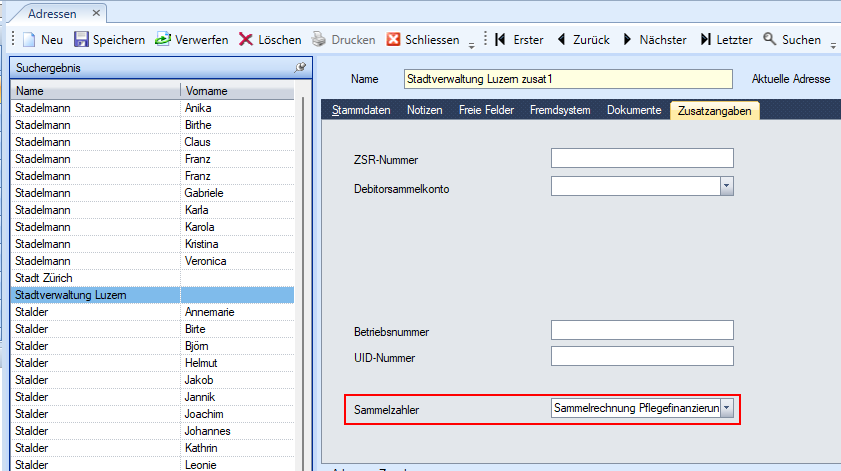 Adressen
Neu Speichern Verwerfen Löschen Drucken Schliessen Erster Zurück Nächster Letzter Suchen
Suchergebnis
Name Vorname
Stadelmann Anika
Stadelmann Birthe
Stadelmann Claus
Stadelmann Franz
Stadelmann Franz
Stadelmann Gabriele
Stadelmann Karla
Stadelmann Karola
Stadelmann Kristina
Stadelmann Veronica
Stadt Zürich
Stadtverwaltung Luzern
Stalder Annemarie
Stalder Birte
Stalder Björn
Stalder Helmut
Stalder Jakob
Stalder Jannik
Stalder Joachim
Stalder Johannes
Stalder Kathrin
Stalder Leonie
Name Stadtverwaltung Luzern zusat1 Aktuelle Adresse
Stammdaten Notizen Freie Felder Fremdsystem Dokumente Zusatzangaben
ZSR-Nummer
Debitorsammelkonto
Betriebsnummer
UID-Nummer
Sammelzahler Sammelrechnung Pflegefinanzierun